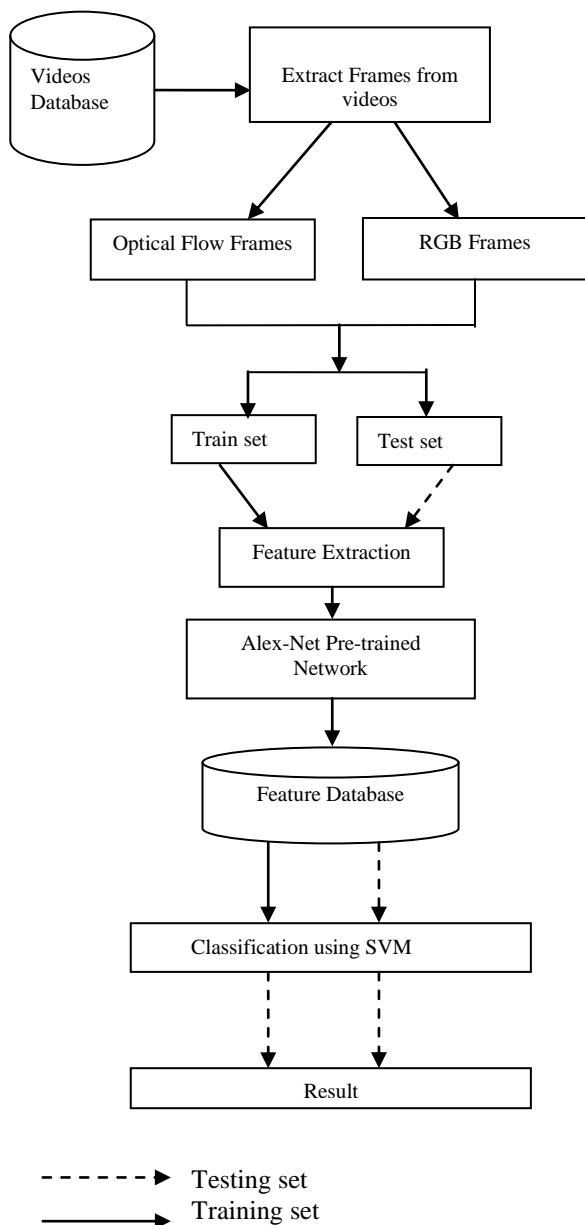 Videos
Database
Extract Frames from
videos
Optical Flow Frames
RGB Frames
Train set
Test set
Feature Extraction
Alex-Net Pre-trained
Network
Feature Database
Classification using SVM
Result
Testing set
Training set